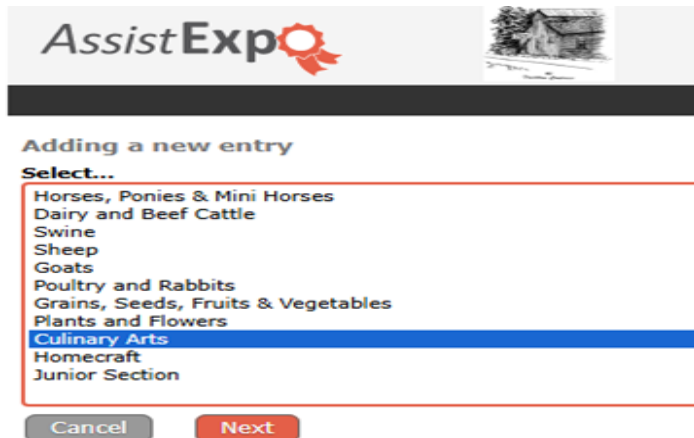 AssistExpo
Adding a new entry
Select...
Horses, Ponies & Mini Horses
Dairy and Beef Cattle
Swine
Sheep
Goats
Poultry and Rabbits
Grains, Seeds, Fruits & Vegetables
Plants and Flowers
Culinary Arts
Homecraft
Junior Section
Cancel
Next